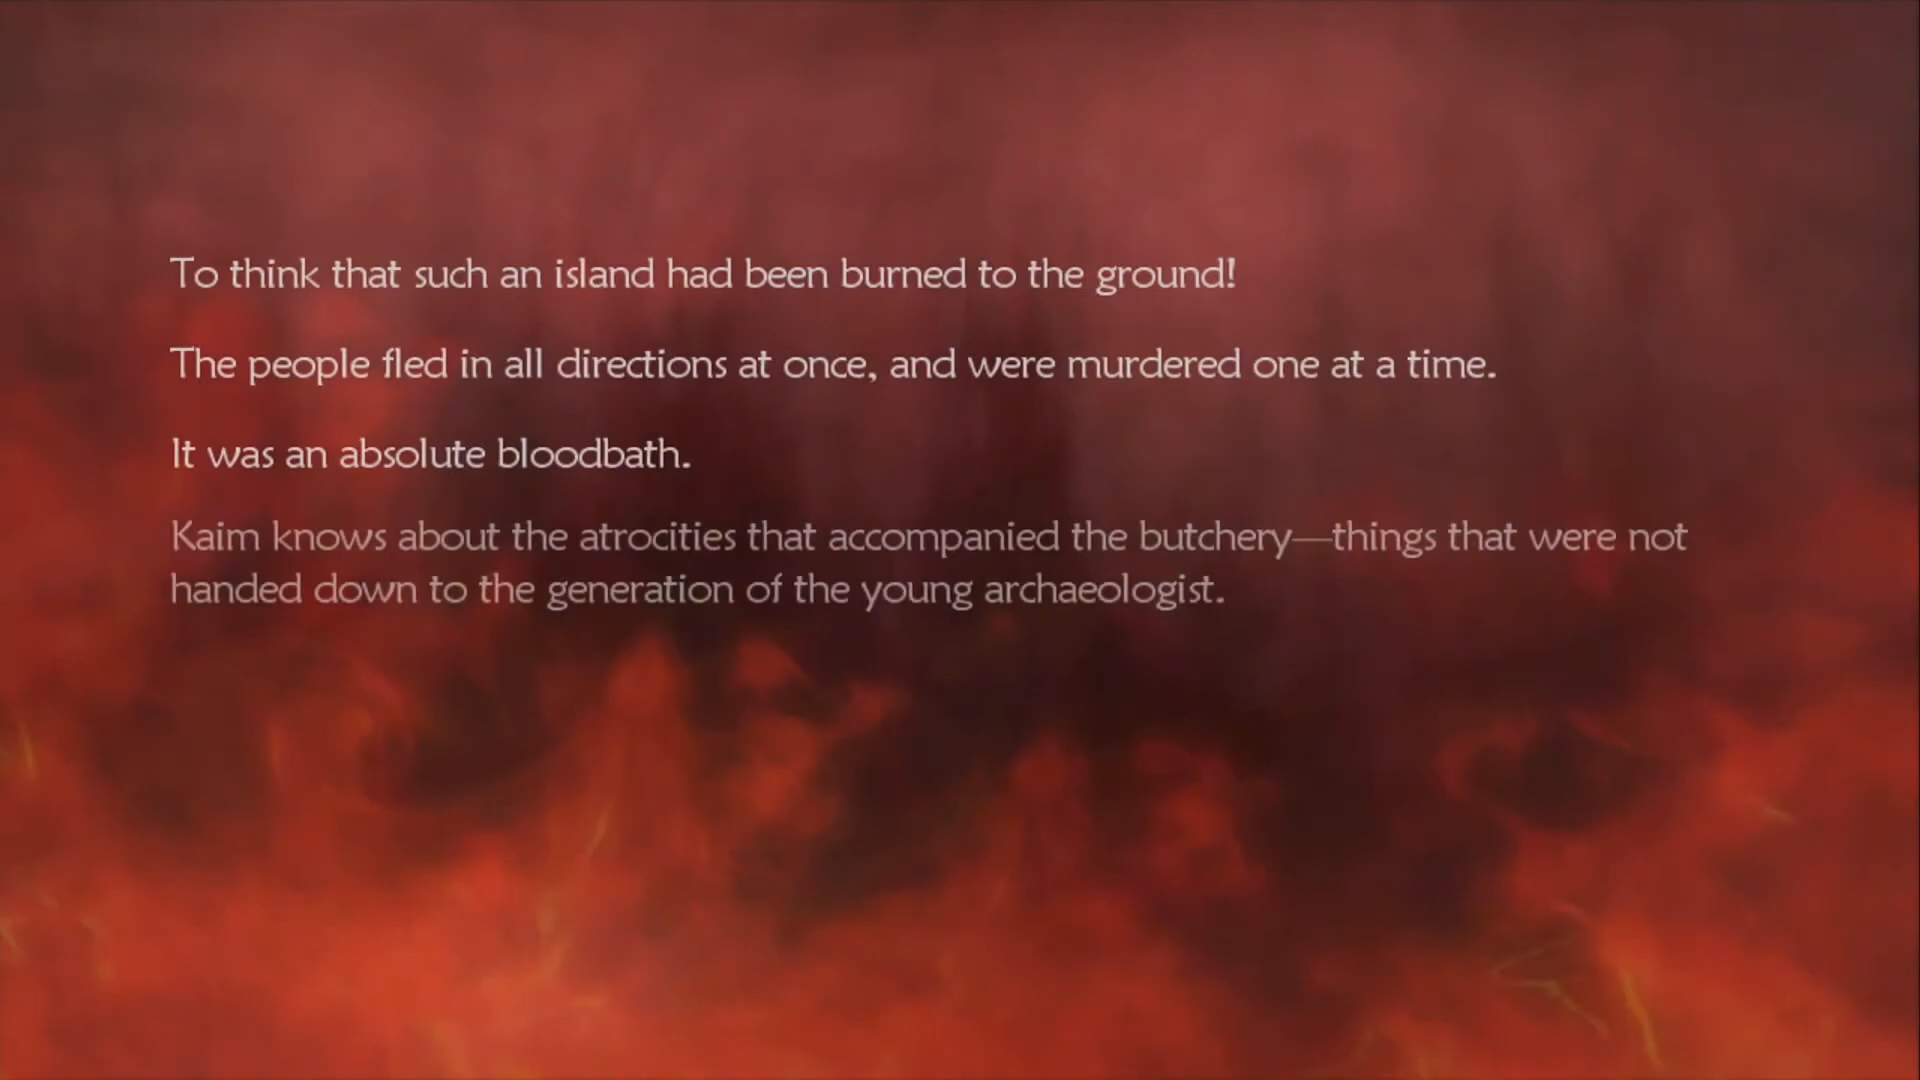 To think that such an island had been burned to the ground!
The people fled in all directions at once, and were murdered one at a time.
It was an absolute bloodbath.
Kaim knows about the atrocities that accompanied the butchery—things that were not
handed down to the generation of the young archaeologist.